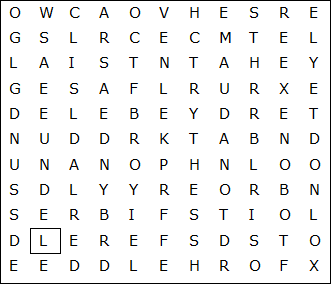 O W C A O V H E S R E
G S L R C E C M T E L
L A I S T N T A H E Y
G E S A F L R U R X E
D E L E B E Y D R E T
N U D D R K T A B N D
U N A N O P H N L O O
S D L Y Y R E O R B N
S E R B I F S T I O L
D L E R E F S D S T O
E E D D L E H R O F X